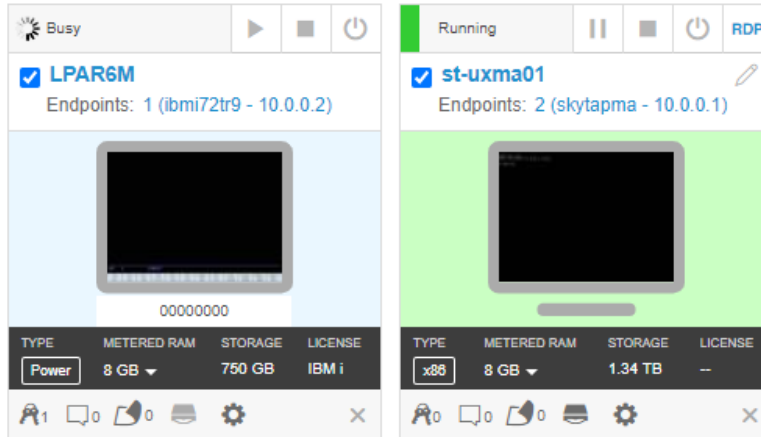 Busy
LPAR6M
Endpoints: 1 (ibmi72tr9 - 10.0.0.2)
00000000
TYPE METERED RAM STORAGE LICENSE
Power 8 GB 750 GB IBM i
1 0 0
Running RDP
st-uxma01
Endpoints: 2 (skytapma - 10.0.0.1)
TYPE METERED RAM STORAGE LICENSE
x86 8 GB 1.34 TB --
0 0 0